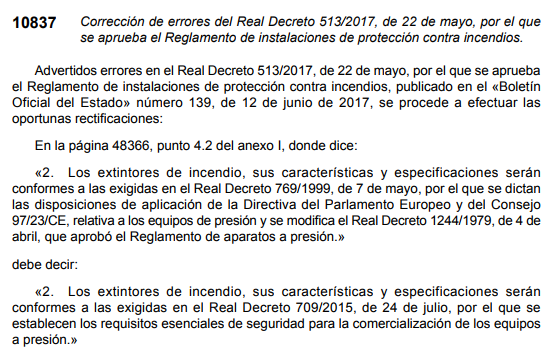 10837 Corrección de errores del Real Decreto 513/2017, de 22 de mayo, por el que
se aprueba el Reglamento de instalaciones de protección contra incendios.
Advertidos errores en el Real Decreto 513/2017, de 22 de mayo, por el que se aprueba
el Reglamento de instalaciones de protección contra incendios, publicado en el «Boletín
Oficial del Estado» número 139, de 12 de junio de 2017, se procede a efectuar las
oportunas rectificaciones:
En la página 48366, punto 4.2 del anexo I, donde dice:
«2. Los extintores de incendio, sus características y especificaciones serán
conformes a las exigidas en el Real Decreto 769/1999, de 7 de mayo, por el que se dictan
las disposiciones de aplicación de la Directiva del Parlamento Europeo y del Consejo
97/23/CE, relativa a los equipos de presión y se modifica el Real Decreto 1244/1979, de 4 de
abril, que aprobó el Reglamento de aparatos a presión.»
debe decir:
«2. Los extintores de incendio, sus características y especificaciones serán
conformes a las exigidas en el Real Decreto 709/2015, de 24 de julio, por el que se
establecen los requisitos esenciales de seguridad para la comercialización de los equipos
a presión.»